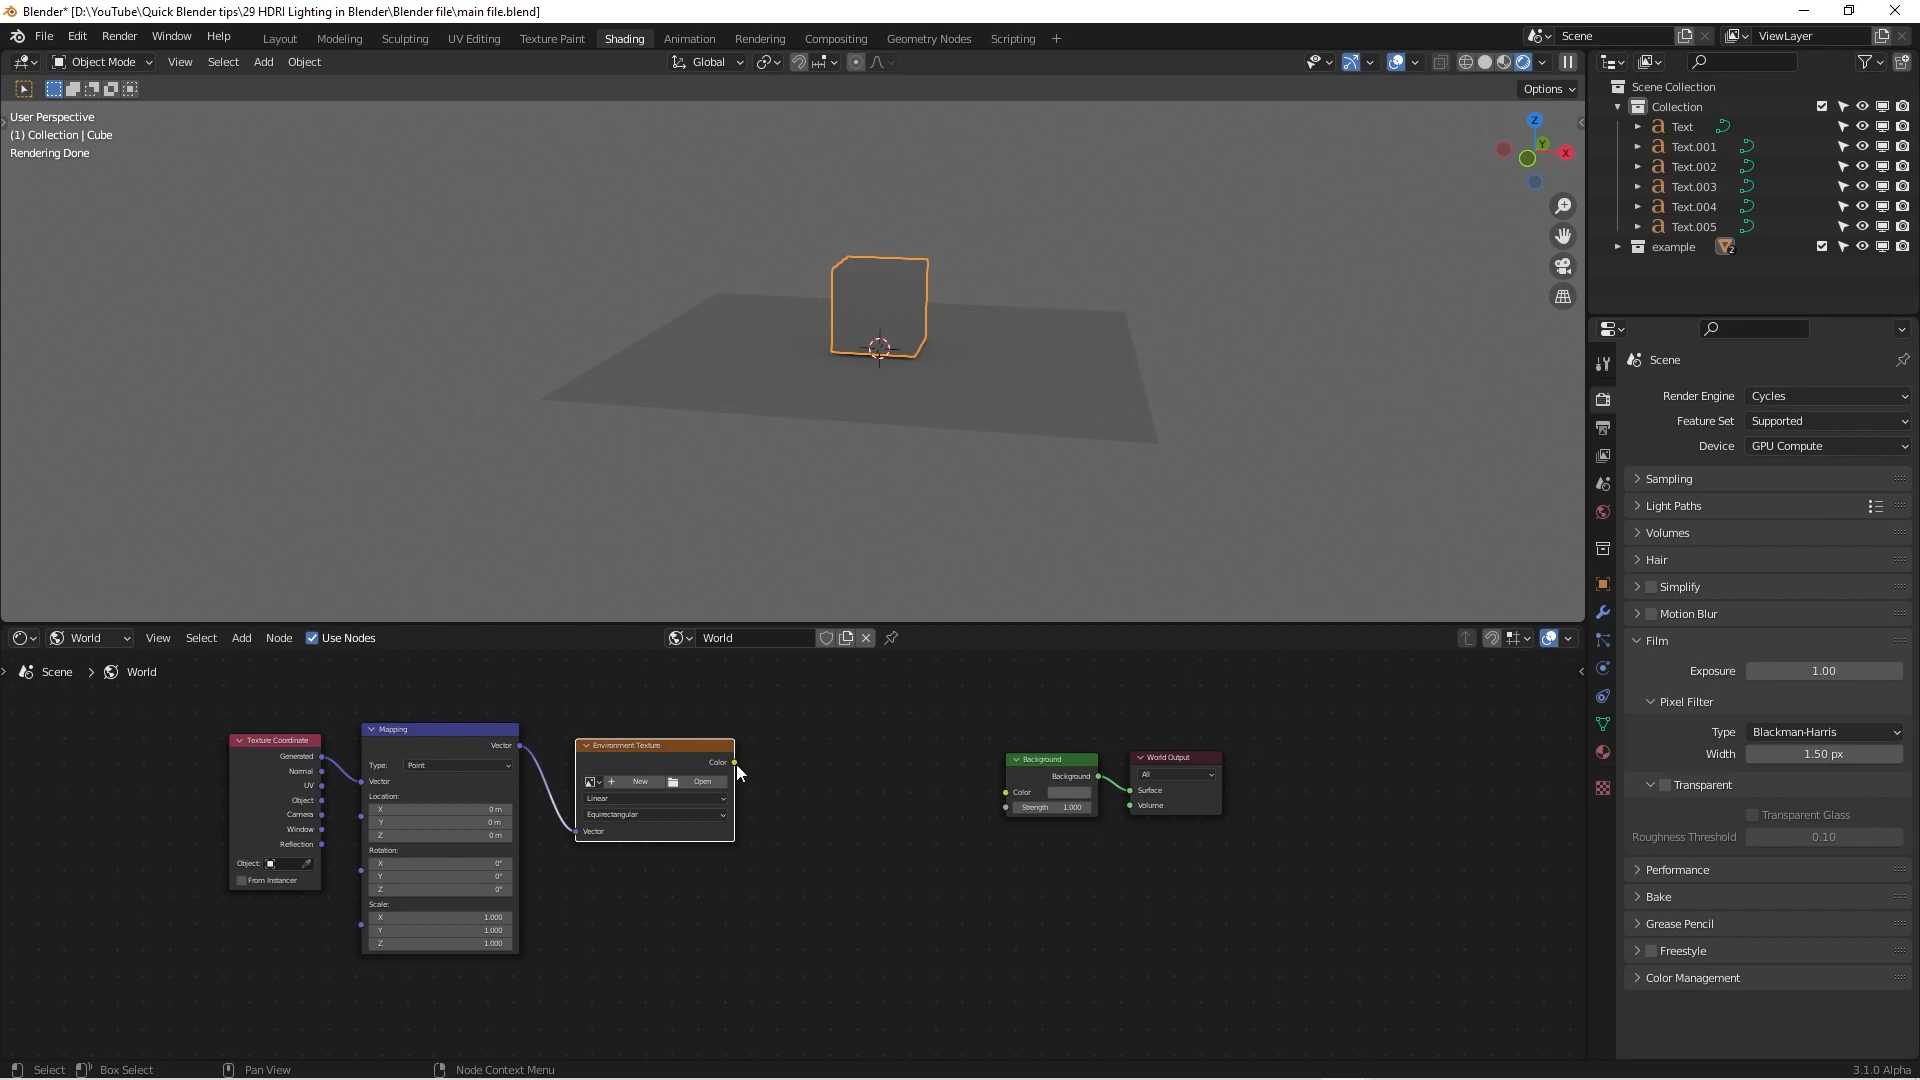 Blender* [D:\YouTube\Quick Blender tips\29 HDRI Lighting in Blender\Blender file\main file.blend]
File Edit Render Window Help Layout Modeling Sculpting UV Editing Texture Paint Shading Animation Rendering Compositing Geometry Nodes Scripting + Scene ViewLayer
Object Mode View Select Add Object Global
Options
User Perspective
(1) Collection | Cube
Rendering Done
Z
Y
X
Scene Collection
Collection
Text
Text.001
Text.002
Text.003
Text.004
Text.005
example 2
Scene
Render Engine Cycles
Feature Set Supported
Device GPU Compute
Sampling
Light Paths
Volumes
Hair
Simplify
Motion Blur
Film
Exposure 1.00
Pixel Filter
Type Blackman-Harris
Width 1.50 px
Transparent
Transparent Glass
Roughness Threshold 0.10
Performance
Bake
Grease Pencil
Freestyle
Color Management
World View Select Add Node Use Nodes World
Scene > World
Texture Coordinate
Generated
Normal
UV
Object
Camera
Window
Reflection
Object:
From Instancer
Mapping
Vector
Type: Point
Vector
Location:
X 0 m
Y 0 m
Z 0 m
Rotation:
X 0°
Y 0°
Z 0°
Scale:
X 1.000
Y 1.000
Z 1.000
Environment Texture
Color
+ New Open
Linear
Equirectangular
Vector
Background
Background
Color
Strength 1.000
World Output
All
Surface
Volume
Select Box Select Pan View Node Context Menu 3.1.0 Alpha